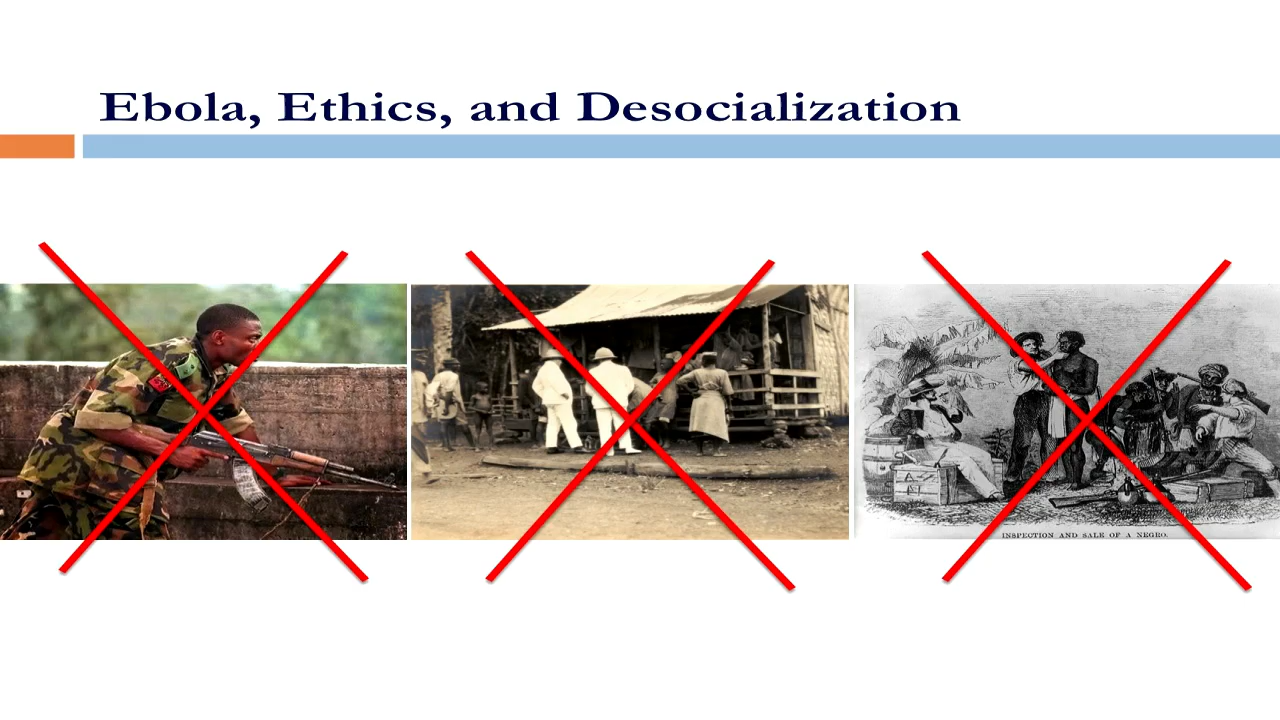 Ebola, Ethics, and Desocialization
INSPECTION AND SALE OF A NEGRO.